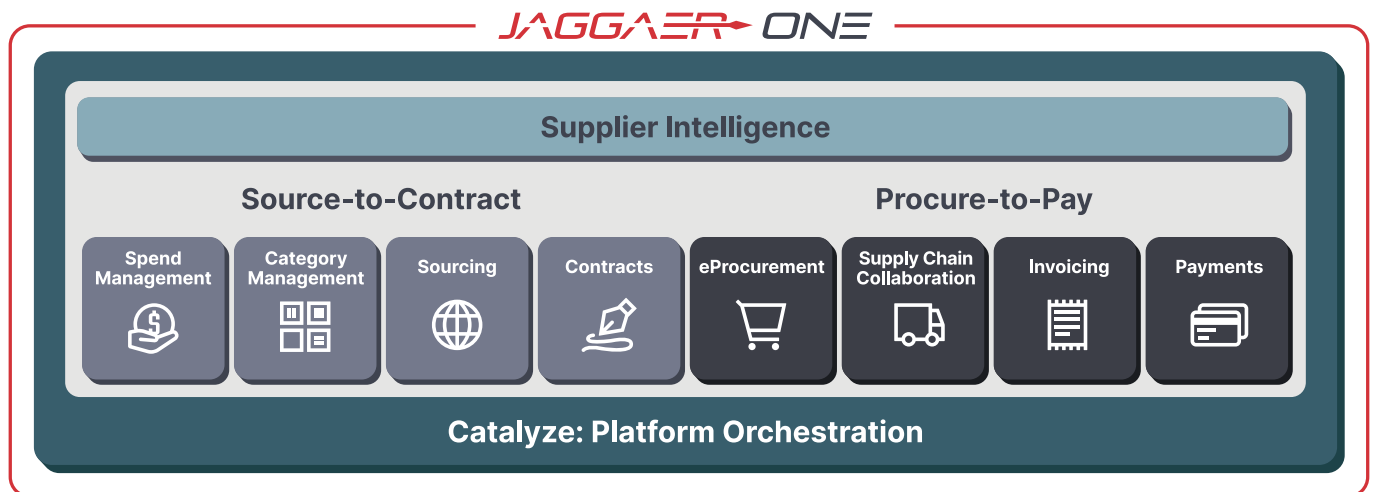 JAGGAER ONE
Supplier Intelligence
Source-to-Contract
Spend
Management
Category
Management
Sourcing
Contracts
Procure-to-Pay
eProcurement
Supply Chain
Collaboration
Invoicing
Payments
Catalyze: Platform Orchestration